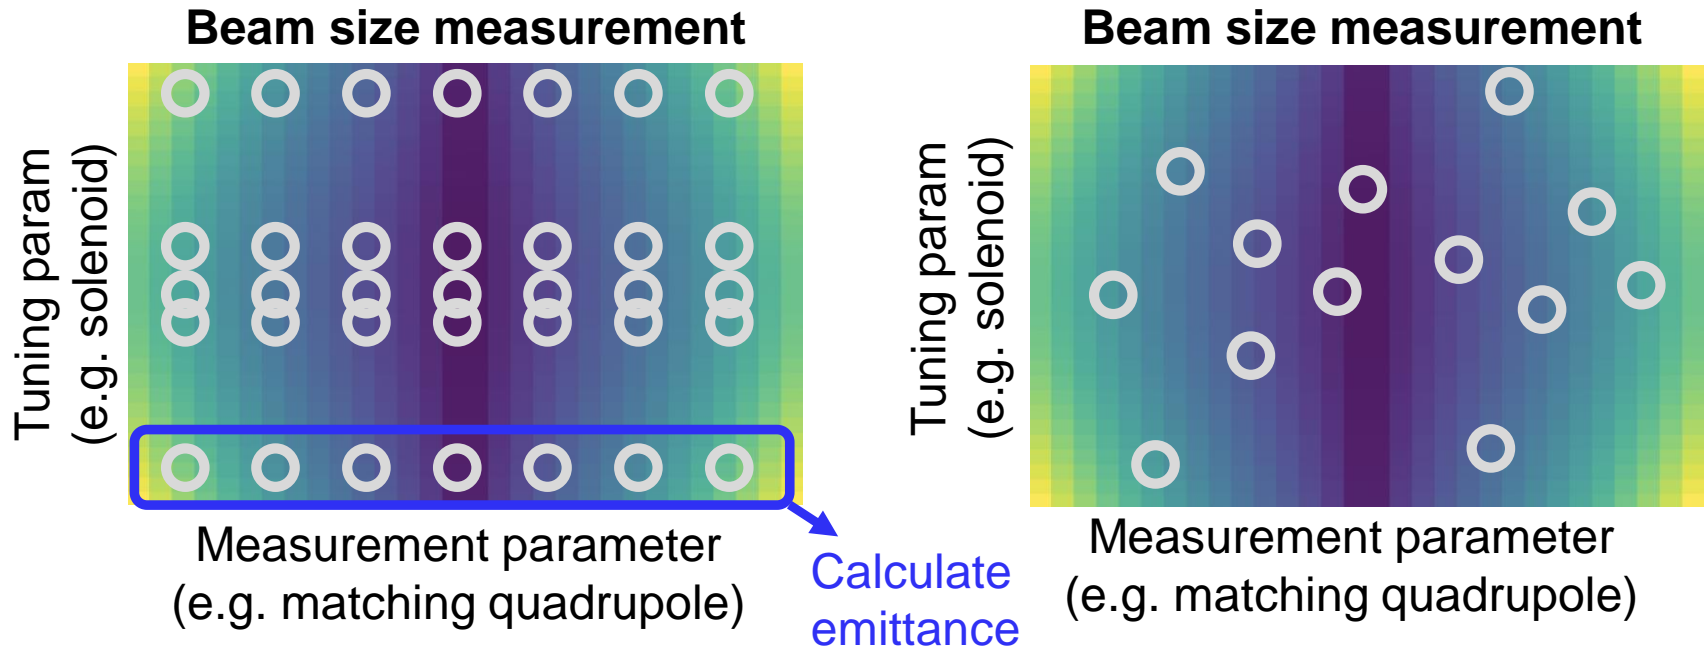 Beam size measurement
Tuning param
(e.g. solenoid)
Measurement parameter
(e.g. matching quadrupole)
Calculate
emittance
Beam size measurement
Tuning param
(e.g. solenoid)
Measurement parameter
(e.g. matching quadrupole)